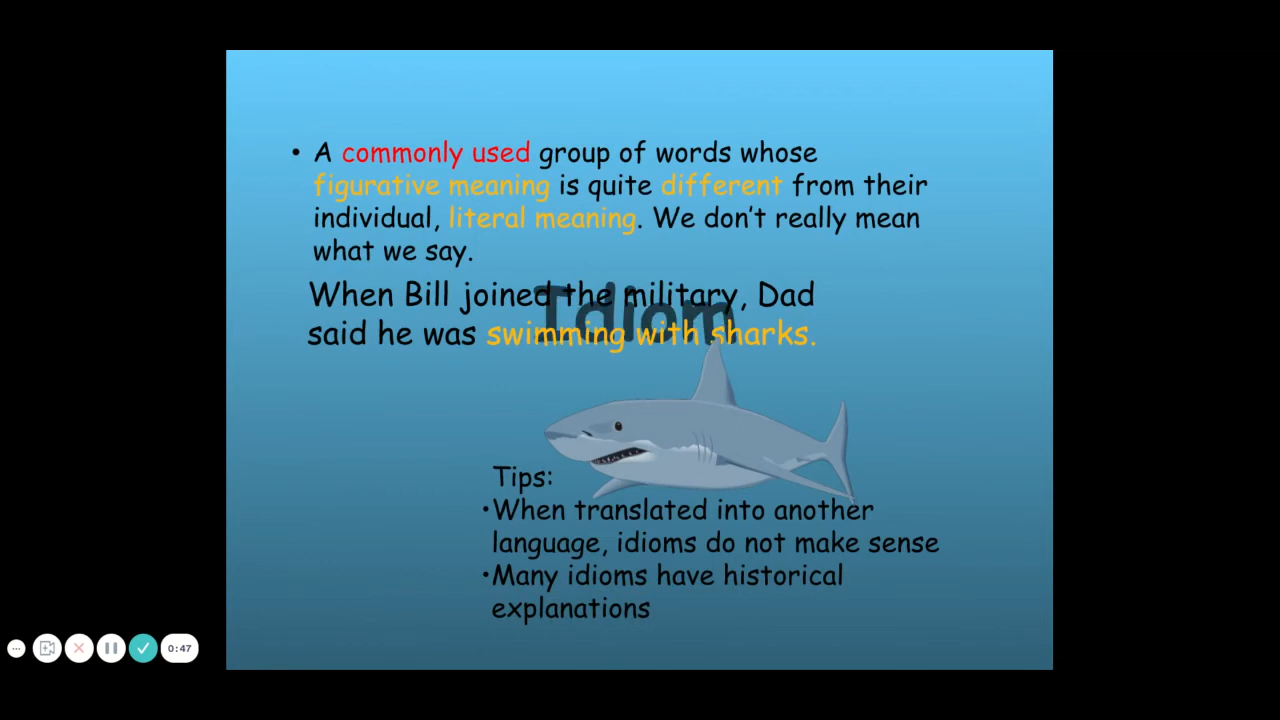 • A commonly used group of words whose
figurative meaning is quite different from their
individual, literal meaning. We don't really mean
what we say.
Idiom
When Bill joined the military, Dad
said he was swimming with sharks.
Tips:
•When translated into another
language, idioms do not make sense
•Many idioms have historical
explanations
0:47